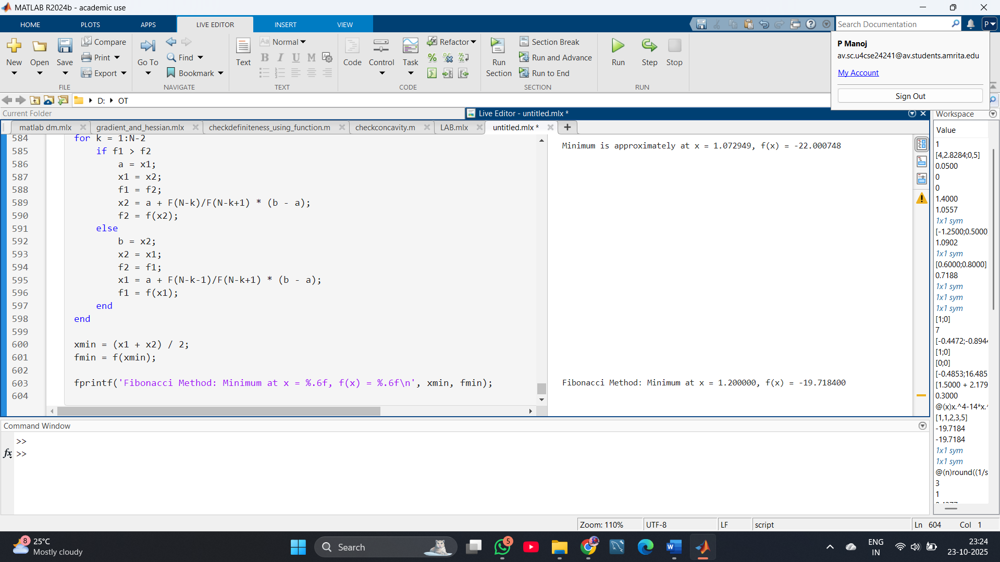 MATLAB R2024b - academic use
HOME PLOTS APPS LIVE EDITOR INSERT VIEW
Search Documentation
P
P Manoj
av.sc.u4cse24241@av.students.amrita.edu
My Account
Sign Out
New Open Save Compare Print Export
FILE
Go To Find Bookmark
NAVIGATE
Text Aa Normal
B I U M
TEXT
Code Control Task Refactor
CODE
Run Section Section Break Run and Advance Run to End
SECTION
Run Step Stop
RUN
D: OT
Current Folder
Live Editor - untitled.mlx *
Workspace
matlab dm.mlx gradient_and_hessian.mlx checkdefiniteness_using_function.m checkconcavity.m LAB.mlx untitled.mlx *
584 for k = 1:N-2
585 if f1 > f2
586 a = x1;
587 x1 = x2;
588 f1 = f2;
589 x2 = a + F(N-k)/F(N-k+1) * (b - a);
590 f2 = f(x2);
591 else
592 b = x2;
593 x2 = x1;
594 f2 = f1;
595 x1 = a + F(N-k-1)/F(N-k+1) * (b - a);
596 f1 = f(x1);
597 end
598 end
599
600 xmin = (x1 + x2) / 2;
601 fmin = f(xmin);
602
603 fprintf('Fibonacci Method: Minimum at x = %.6f, f(x) = %.6f\n', xmin, fmin);
604
Minimum is approximately at x = 1.072949, f(x) = -22.000748
Fibonacci Method: Minimum at x = 1.200000, f(x) = -19.718400
Value
1
[4,2.8284;0,5]
0.0500
0
0
1.4000
1.0557
1x1 sym
[-1.2500;0.5000
1.0902
1x1 sym
[0.6000;0.8000]
0.7188
1x1 sym
1x1 sym
1x1 sym
[1;0]
7
[-0.4472;-0.894
[1;0]
[0;0]
[-0.4853;16.485
[1.5000 + 2.179
0.3000
@(x)x.^4-14*x.^
[1,1,2,3,5]
-19.7184
-19.7184
1x1 sym
1x1 sym
@(n)round((1/s
3
1
Command Window
>>
fx >>
Zoom: 110% UTF-8 LF script Ln 604 Col 1
8 25°C
Mostly cloudy
Search
5
W
ENG
IN
23:24
23-10-2025